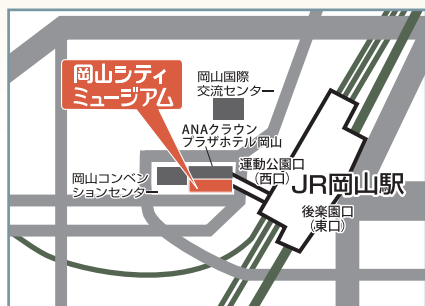 岡山シティ
ミュージアム
岡山国際
交流センター
ANAクラウン
プラザホテル岡山
岡山コンベン
ションセンター
運動公園口
(西口)
JR岡山駅
後楽園口
(東口)